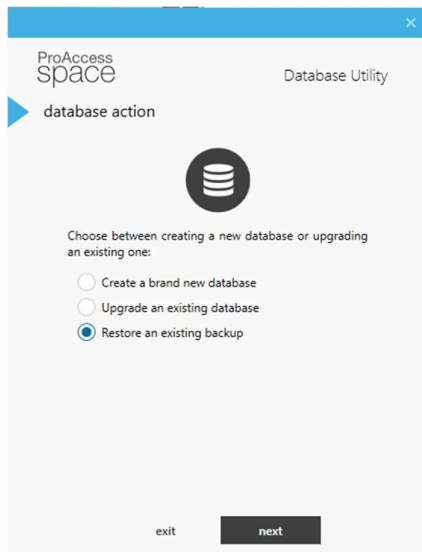 ProAccess
space
Database Utility
database action
Choose between creating a new database or upgrading
an existing one:
Create a brand new database
Upgrade an existing database
Restore an existing backup
exit
next